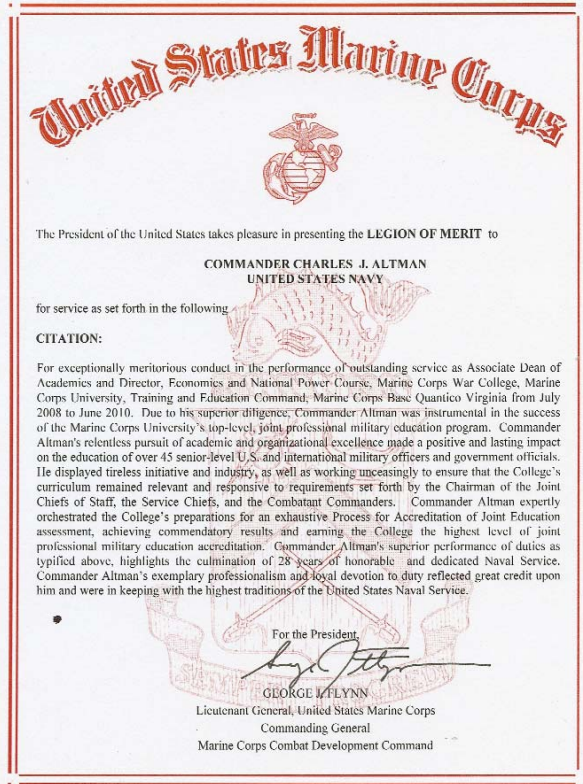 United States Marine Corps
The President of the United States takes pleasure in presenting the LEGION OF MERIT to
COMMANDER CHARLES J. ALTMAN
UNITED STATES NAVY
for service as set forth in the following
CITATION:
For exceptionally meritorious conduct in the performance of outstanding service as Associate Dean of
Academics and Director, Economics and National Power Course, Marine Corps War College, Marine
Corps University, Training and Education Command, Marine Corps Base Quantico Virginia from July
2008 to June 2010. Due to his superior diligence, Commander Altman was instrumental in the success
of the Marine Corps University's top-level, joint professional military education program. Commander
Altman's relentless pursuit of academic and organizational excellence made a positive and lasting impact
on the education of over 45 senior-level U.S. and international military officers and government officials.
He displayed tireless initiative and industry, as well as working unceasingly to ensure that the College's
curriculum remained relevant and responsive to requirements set forth by the Chairman of the Joint
Chiefs of Staff, the Service Chiefs, and the Combatant Commanders. Commander Altman expertly
orchestrated the College's preparations for an exhaustive Process for Accreditation of Joint Education
assessment, achieving commendatory results and earning the College the highest level of joint
professional military education accreditation. Commander Altman's superior performance of duties as
typified above, highlights the culmination of 28 years of honorable and dedicated Naval Service.
Commander Altman's exemplary professionalism and loyal devotion to duty reflected great credit upon
him and were in keeping with the highest traditions of the United States Naval Service.
For the President,
GEORGE J. FLYNN
Lieutenant General, United States Marine Corps
Commanding General
Marine Corps Combat Development Command